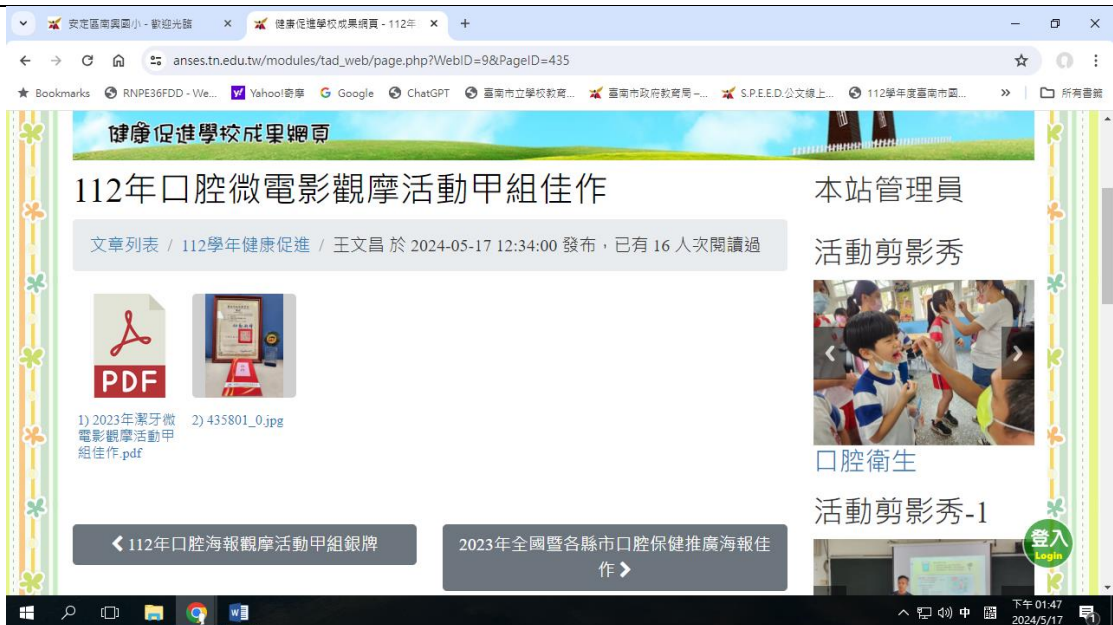 安定區南興國小 - 歡迎光臨
健康促進學校成果網頁 - 112年
anses.tn.edu.tw/modules/tad_web/page.php?WebID=9&PageID=435
Bookmarks RNPE36FDD - We... Yahoo!奇摩 Google ChatGPT 臺南市立學校教育... 臺南市政府教育局 –... S.P.E.E.D.公文線上... 112學年度臺南市國... » 所有書籤
健康促進學校成果網頁
112年口腔微電影觀摩活動甲組佳作
文章列表 / 112學年健康促進 / 王文昌 於 2024-05-17 12:34:00 發布，已有 16 人次閱讀過
PDF
1) 2023年潔牙微
電影觀摩活動甲
組佳作.pdf
2) 435801_0.jpg
112年口腔海報觀摩活動甲組銀牌
2023年全國暨各縣市口腔保健推廣海報佳
作
本站管理員
活動剪影秀
口腔衛生
活動剪影秀-1
登入
Login
中
下午 01:47
2024/5/17